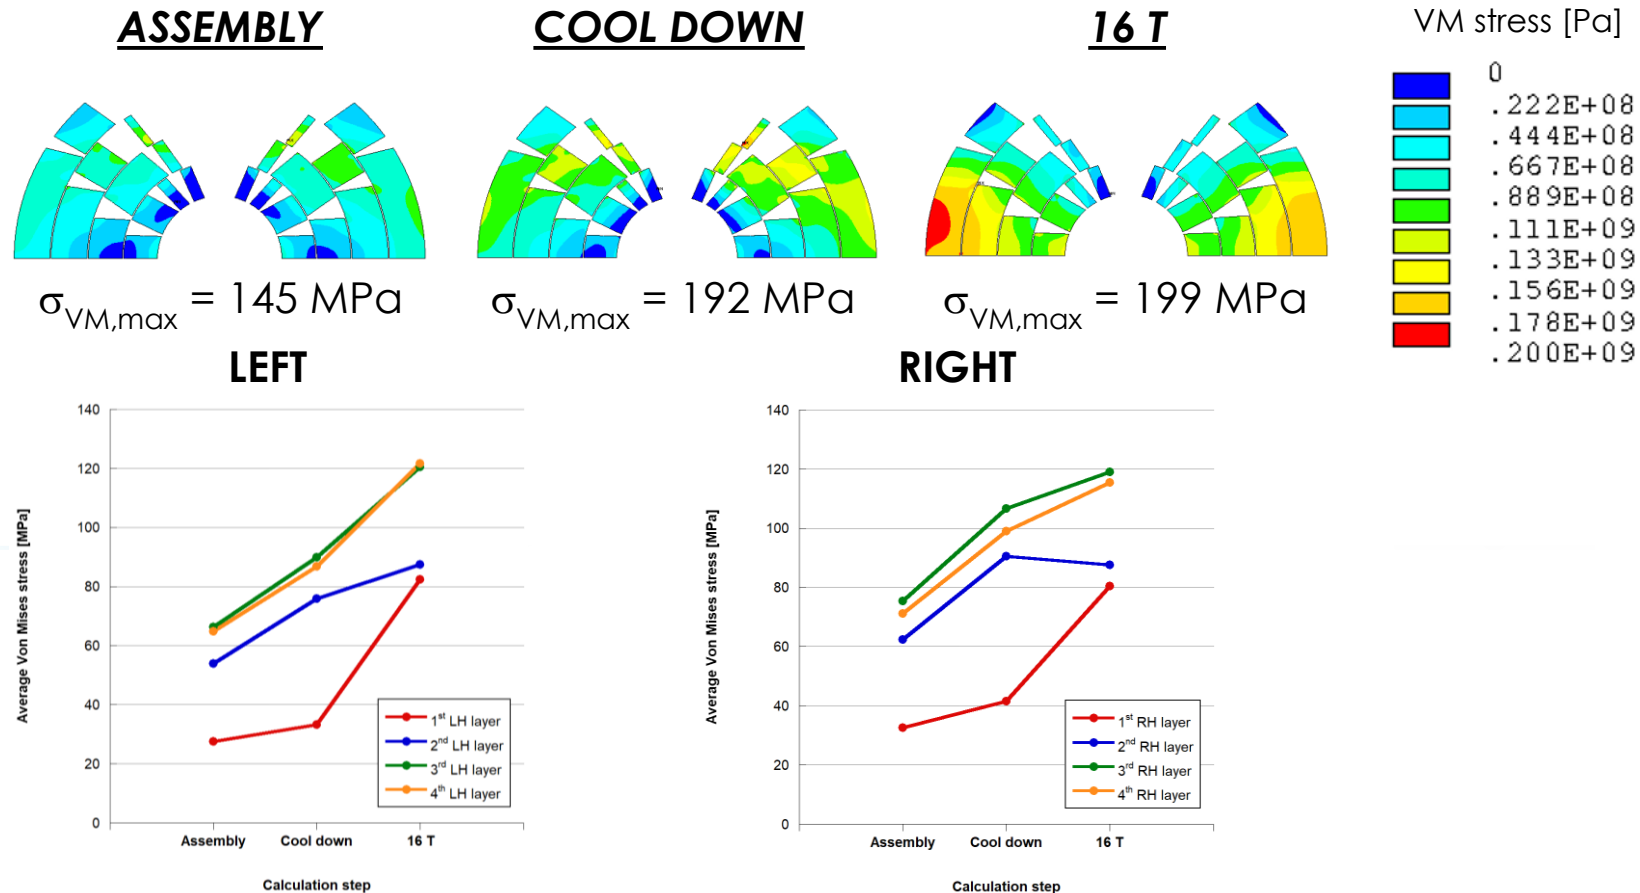 ASSEMBLY
COOL DOWN
16 T
VM stress [Pa]
0
.222E+08
.444E+08
.667E+08
.889E+08
.111E+09
.133E+09
.156E+09
.178E+09
.200E+09
σVM,max = 145 MPa
σVM,max = 192 MPa
σVM,max = 199 MPa
LEFT
RIGHT
Average Von Mises stress [MPa]
140
120
100
80
60
40
20
0
1st LH layer
2nd LH layer
3rd LH layer
4th LH layer
Assembly
Cool down
16 T
Calculation step
Average Von Mises stress [MPa]
140
120
100
80
60
40
20
0
1st RH layer
2nd RH layer
3rd RH layer
4th RH layer
Assembly
Cool down
16 T
Calculation step